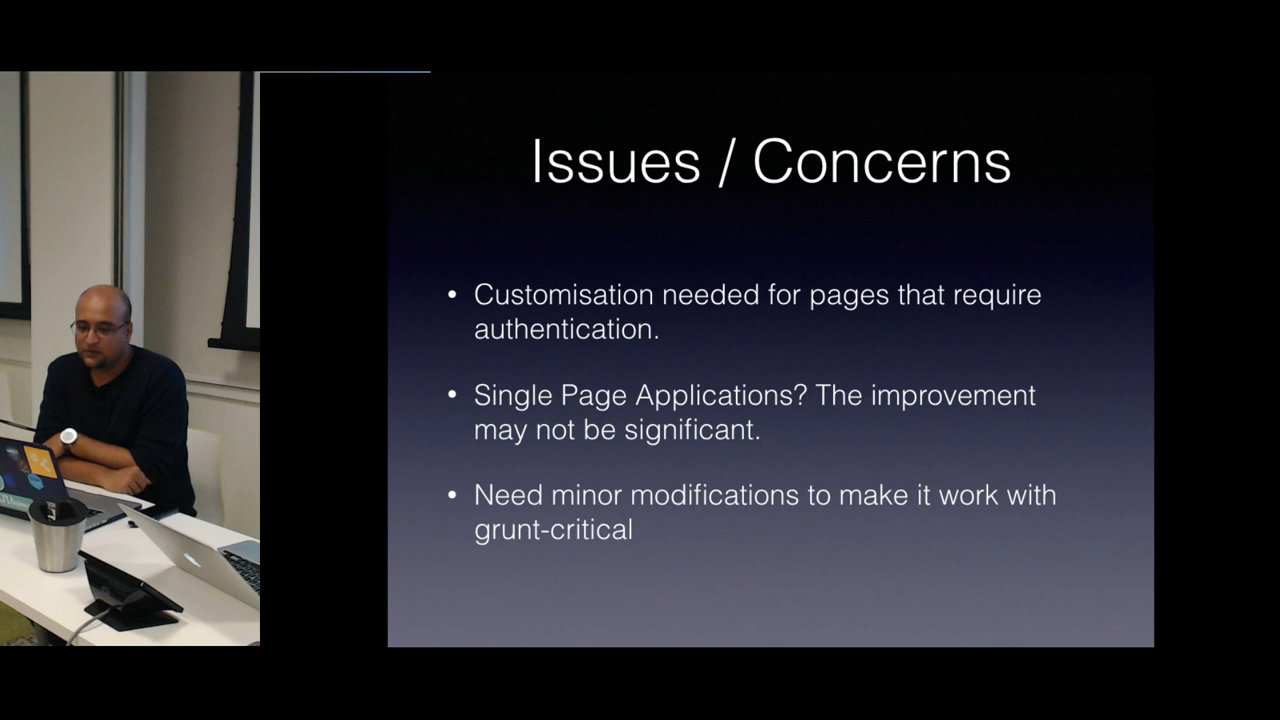 Issues / Concerns
• Customisation needed for pages that require
authentication.
• Single Page Applications? The improvement
may not be significant.
• Need minor modifications to make it work with
grunt-critical